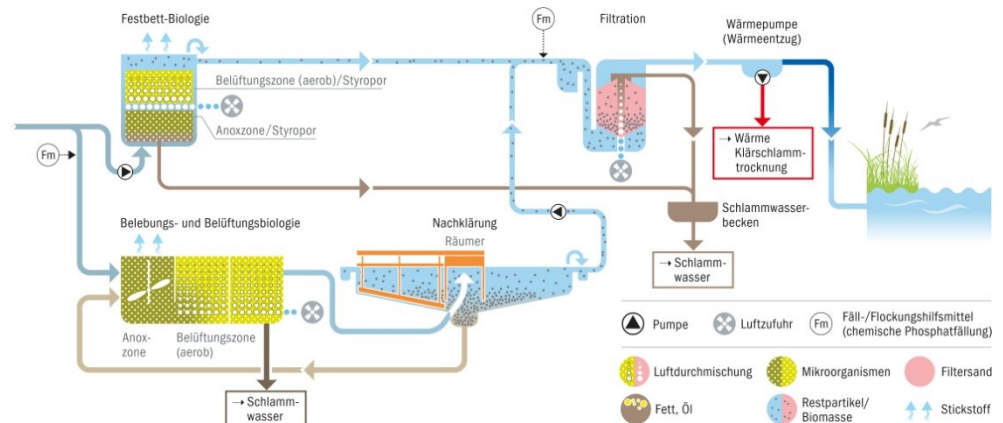 Festbett-Biologie
Fm
Filtration
Wärmepumpe
(Wärmeentzug)
Belüftungszone (aerob)/Styropor
Anoxzone/Styropor
Fm
→ Wärme
Klärschlamm-
trocknung
Belebungs- und Belüftungsbiologie
Nachklärung
Räumer
Schlammwasser-
becken
→ Schlamm-
wasser
Anox-
zone
Belüftungszone
(aerob)
→ Schlamm-
wasser
Pumpe
Luftzufuhr
Fm
Fäll-/Flockungshilfsmittel
(chemische Phosphatfällung)
Luftdurchmischung
Mikroorganismen
Filtersand
Fett, Öl
Restpartikel/
Biomasse
Stickstoff